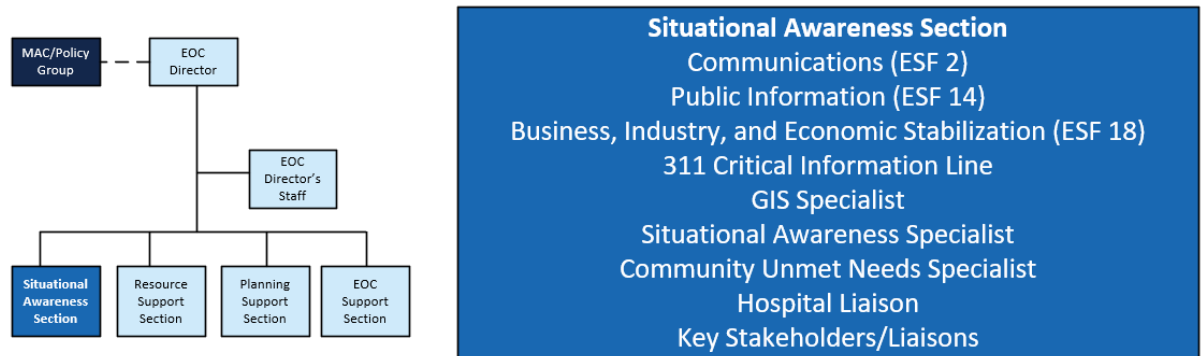 MAC/Policy
Group
EOC
Director
EOC
Director's
Staff
Situational
Awareness
Section
Resource
Support
Section
Planning
Support
Section
EOC
Support
Section
Situational Awareness Section
Communications (ESF 2)
Public Information (ESF 14)
Business, Industry, and Economic Stabilization (ESF 18)
311 Critical Information Line
GIS Specialist
Situational Awareness Specialist
Community Unmet Needs Specialist
Hospital Liaison
Key Stakeholders/Liaisons